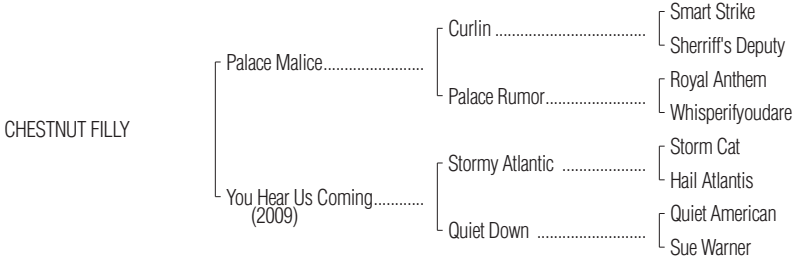 Smart Strike
Curlin ....................................
Sherriff's Deputy
Palace Malice........................
Royal Anthem
Palace Rumor........................
Whisperifyoudare
CHESTNUT FILLY
Storm Cat
Stormy Atlantic ....................
Hail Atlantis
You Hear Us Coming............
(2009)
Quiet American
Quiet Down ..........................
Sue Warner